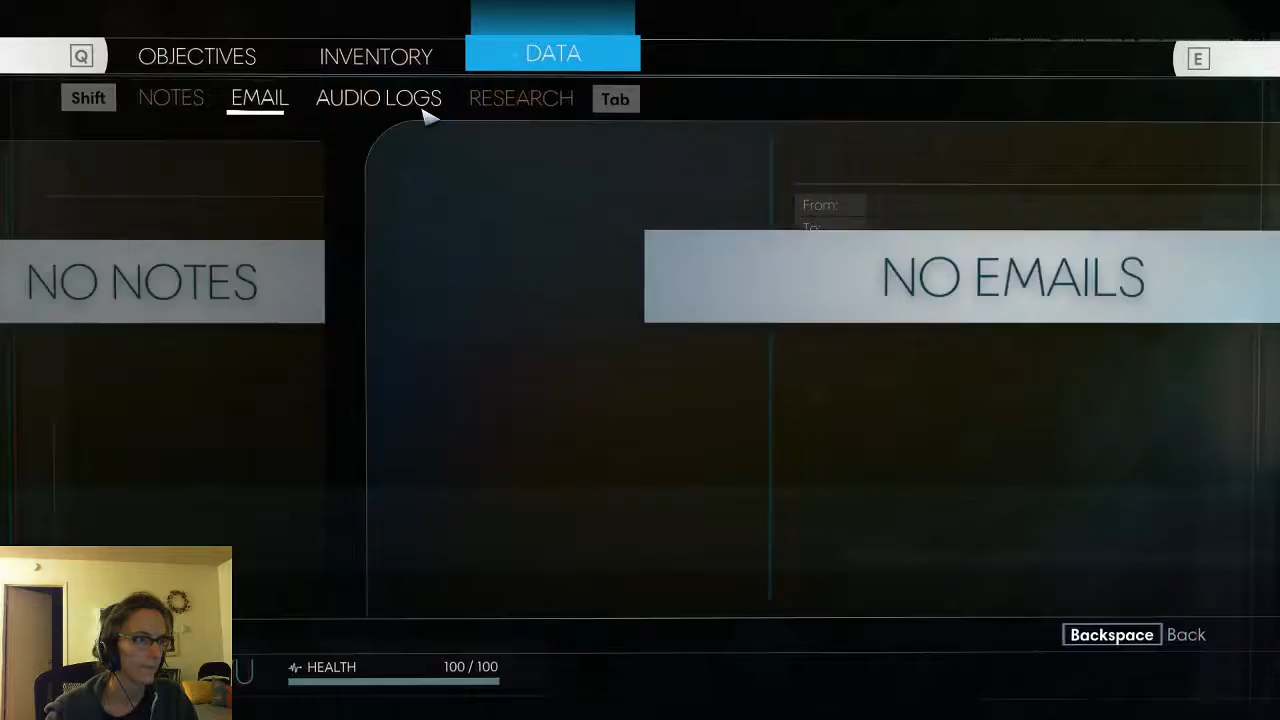 Q OBJECTIVES INVENTORY DATA E
Shift NOTES EMAIL AUDIO LOGS RESEARCH Tab
From:
To:
NO NOTES NO EMAILS
Backspace Back
U HEALTH 100 / 100